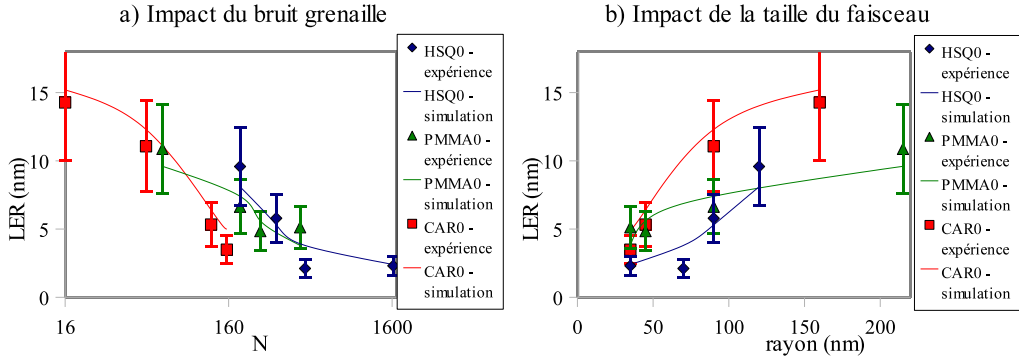 a) Impact du bruit grenaille
LER (nm)
15
10
5
0
16
160
1600
N
HSQ0 -
expérience
HSQ0 -
simulation
PMMA0 -
expérience
PMMA0 -
simulation
CAR0 -
expérience
CAR0 -
simulation
b) Impact de la taille du faisceau
LER (nm)
15
10
5
0
0
50
100
150
200
rayon (nm)
HSQ0 -
expérience
HSQ0 -
simulation
PMMA0 -
expérience
PMMA0 -
simulation
CAR0 -
expérience
CAR0 -
simulation